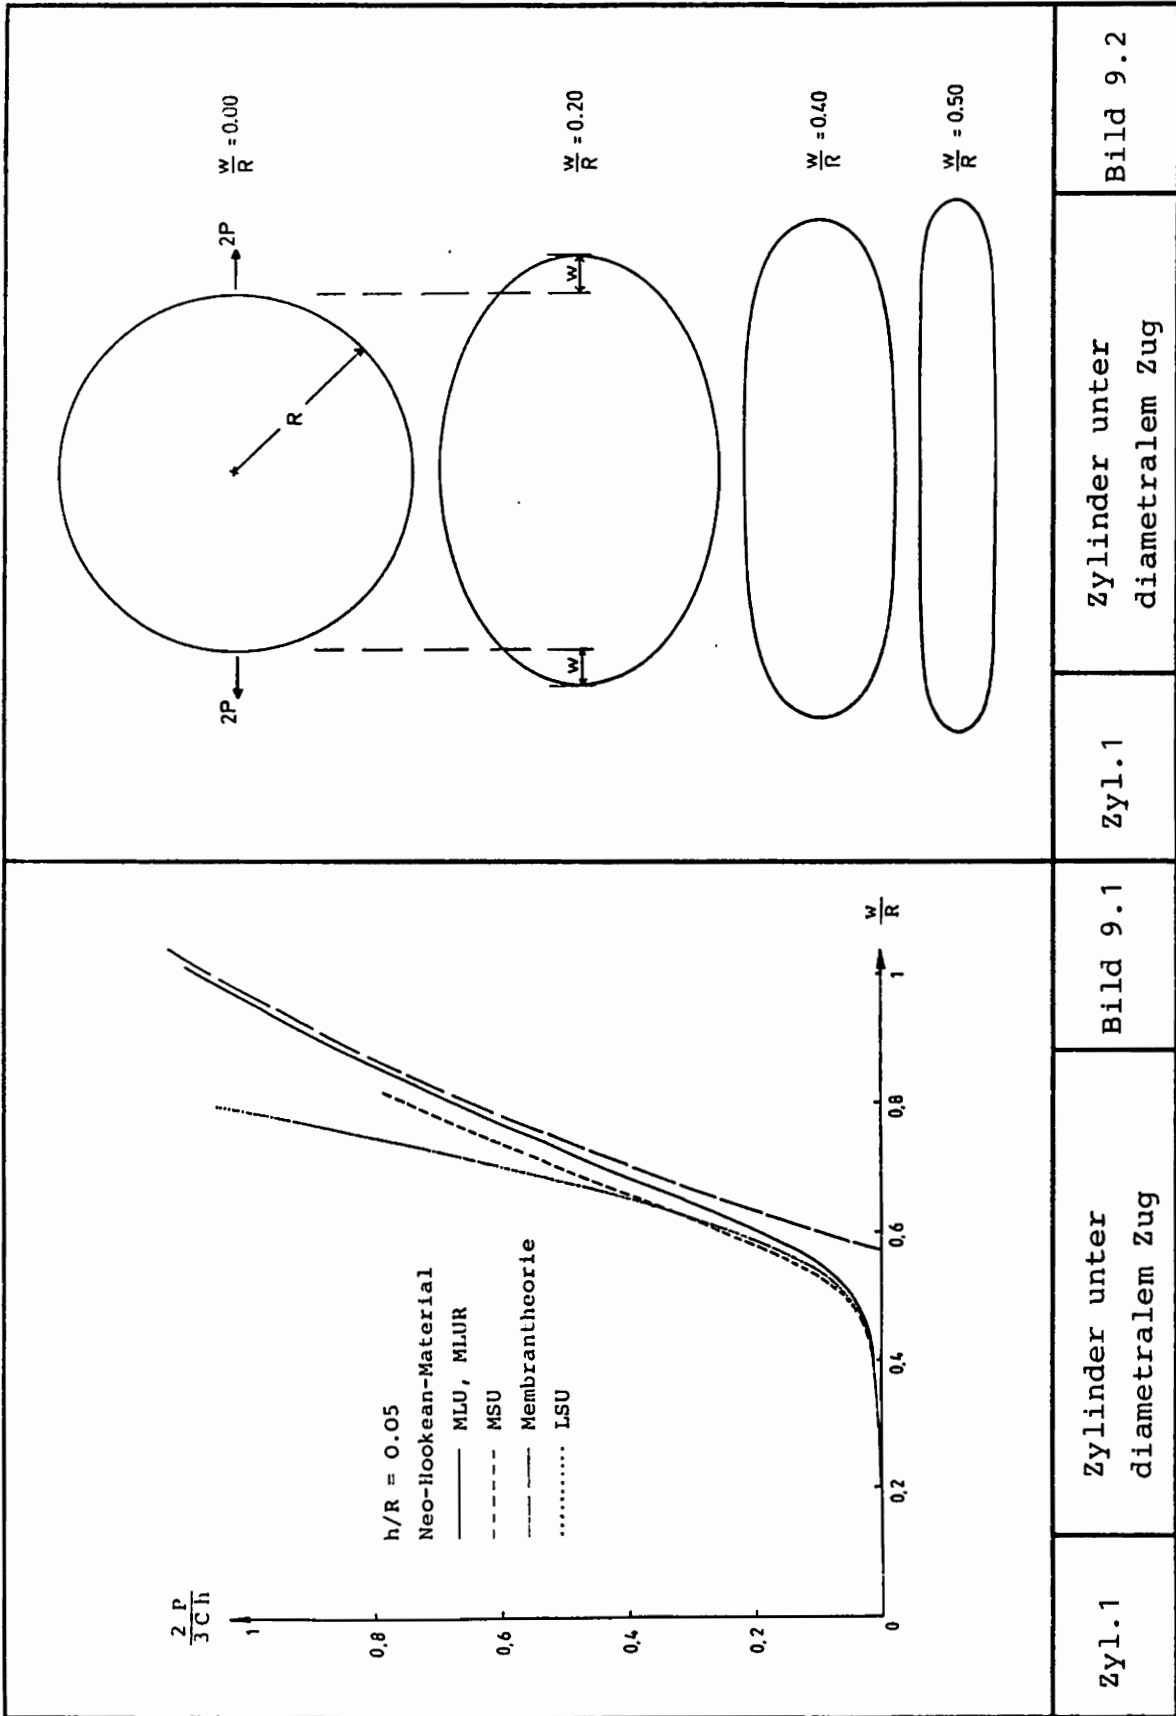 2 P
3 C h
1
0,8
0,6
0,4
0,2
0
0,2
0,4
0,6
0,8
1
w
R
h/R = 0.05
Neo-Hookean-Material
MLU, MLUR
MSU
Membrantheorie
LSU
Zyl.1
Zylinder unter
diametralem Zug
Bild 9.1
2P
2P
R
w
R
= 0.00
w
w
w
R
= 0.20
w
R
= 0.40
w
R
= 0.50
Zyl.1
Zylinder unter
diametralem Zug
Bild 9.2